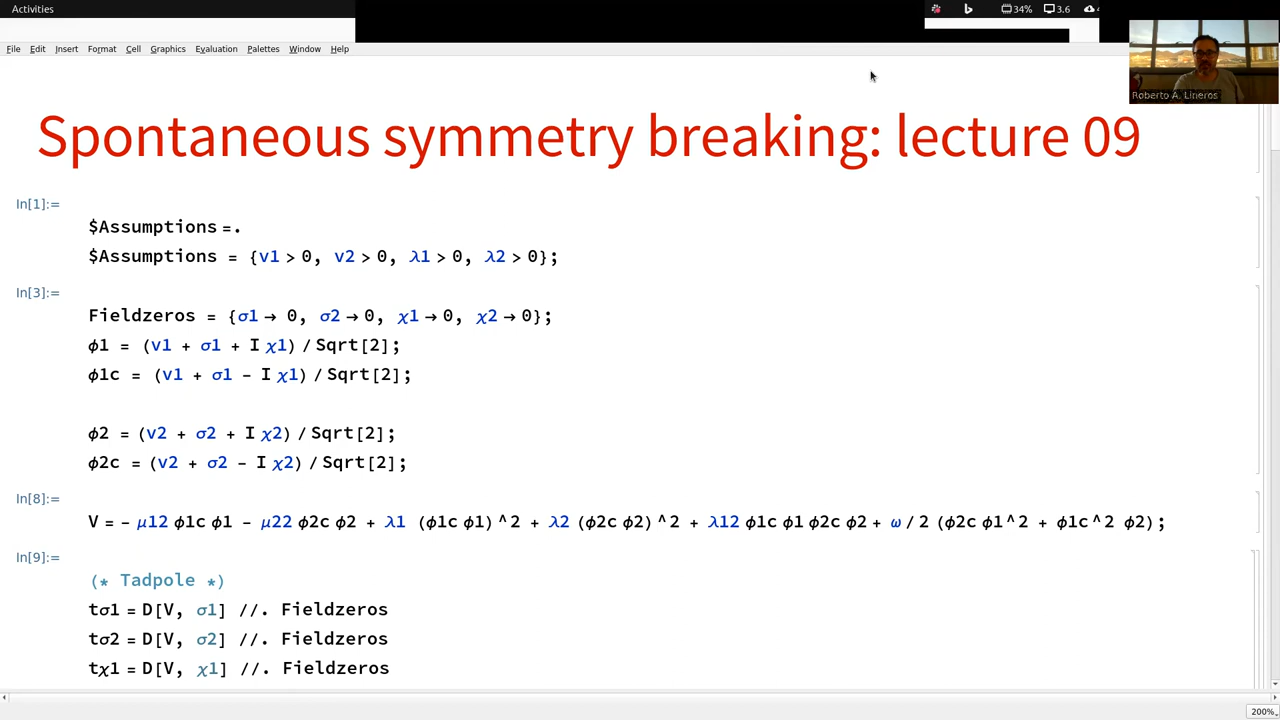 Activities
34% 3.6
File Edit Insert Format Cell Graphics Evaluation Palettes Window Help
Roberto A. Lineros
Spontaneous symmetry breaking: lecture 09
In[1]:=
$Assumptions =.
$Assumptions = {v1 > 0, v2 > 0, λ1 > 0, λ2 > 0};
In[3]:=
Fieldzeros = {σ1 → 0, σ2 → 0, χ1 → 0, χ2 → 0};
ϕ1 = (v1 + σ1 + I χ1) / Sqrt[2];
ϕ1c = (v1 + σ1 - I χ1) / Sqrt[2];
ϕ2 = (v2 + σ2 + I χ2) / Sqrt[2];
ϕ2c = (v2 + σ2 - I χ2) / Sqrt[2];
In[8]:=
V = - μ12 ϕ1c ϕ1 - μ22 ϕ2c ϕ2 + λ1 (ϕ1c ϕ1)^2 + λ2 (ϕ2c ϕ2)^2 + λ12 ϕ1c ϕ1 ϕ2c ϕ2 + ω / 2 (ϕ2c ϕ1^2 + ϕ1c^2 ϕ2);
In[9]:=
(* Tadpole *)
tσ1 = D[V, σ1] //. Fieldzeros
tσ2 = D[V, σ2] //. Fieldzeros
tχ1 = D[V, χ1] //. Fieldzeros
200%